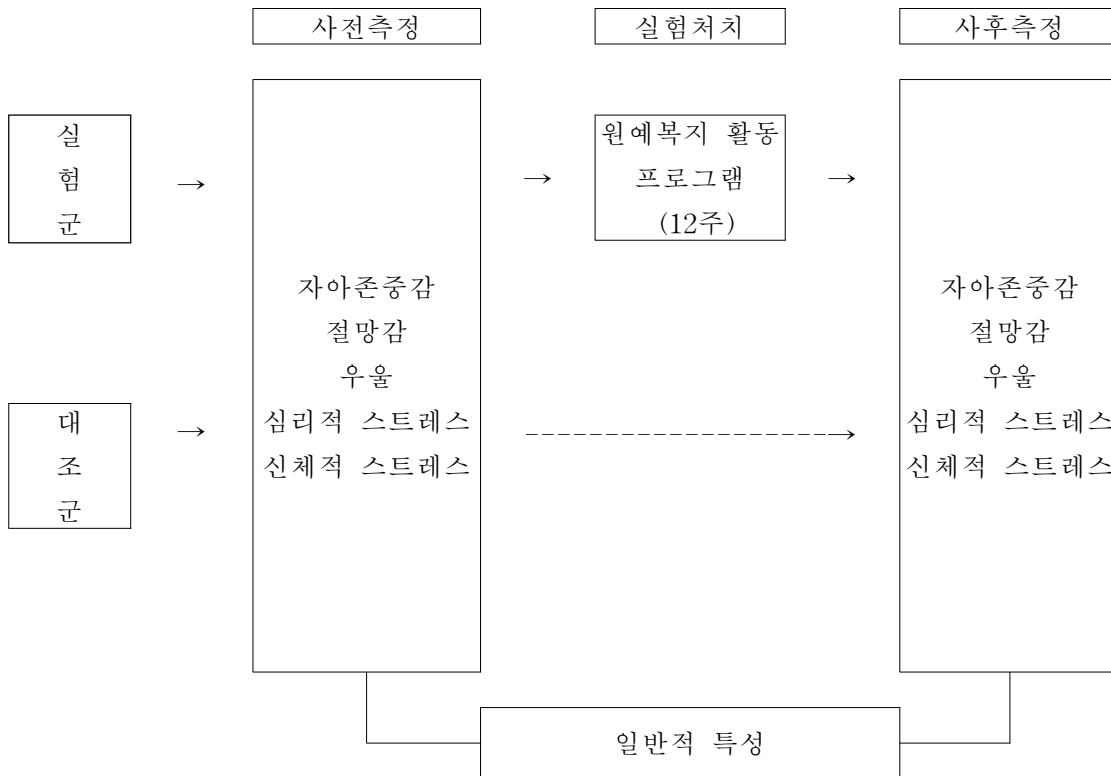 사전측정
실험처치
사후측정
실
험
군
→
→
원예복지 활동
프로그램
(12주)
→
자아존중감
절망감
우울
심리적 스트레스
신체적 스트레스
자아존중감
절망감
우울
심리적 스트레스
신체적 스트레스
대
조
군
→
--------------------→
일반적 특성